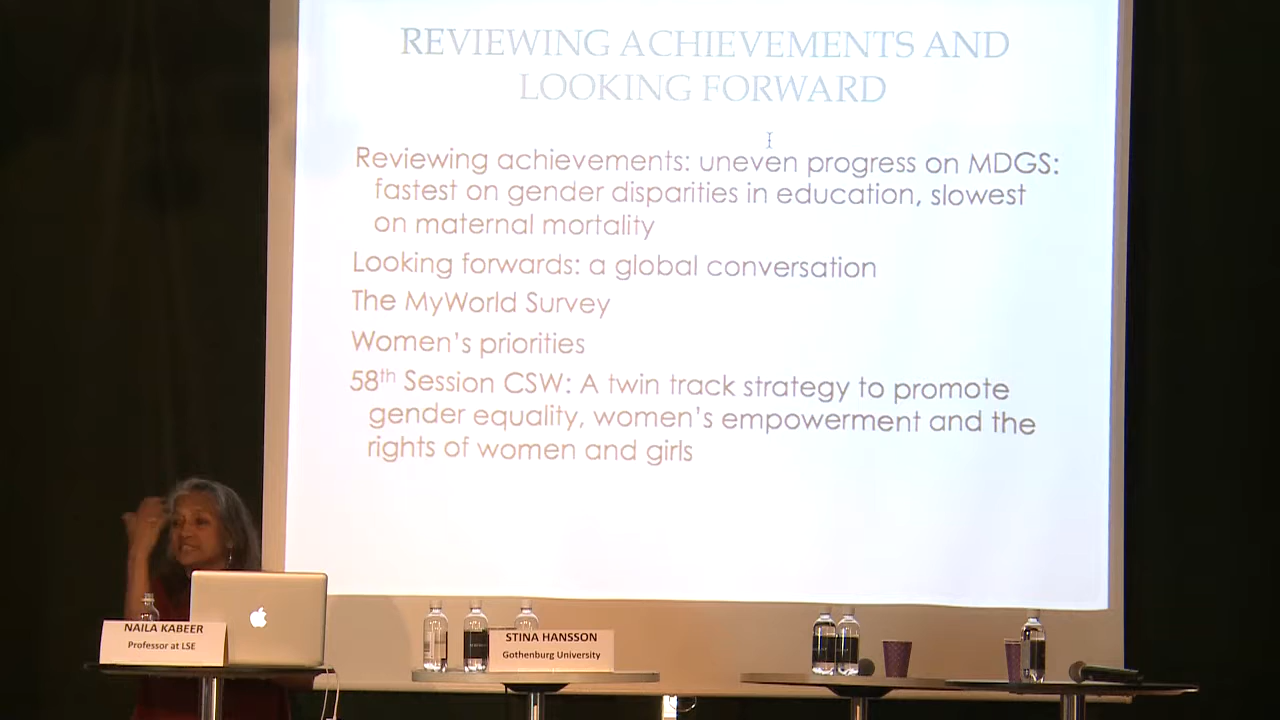 REVIEWING ACHIEVEMENTS AND
LOOKING FORWARD
Reviewing achievements: uneven progress on MDGS:
fastest on gender disparities in education, slowest
on maternal mortality
Looking forwards: a global conversation
The MyWorld Survey
Women's priorities
58th Session CSW: A twin track strategy to promote
gender equality, women's empowerment and the
rights of women and girls
NAILA KABEER
Professor at LSE
STINA HANSSON
Gothenburg University